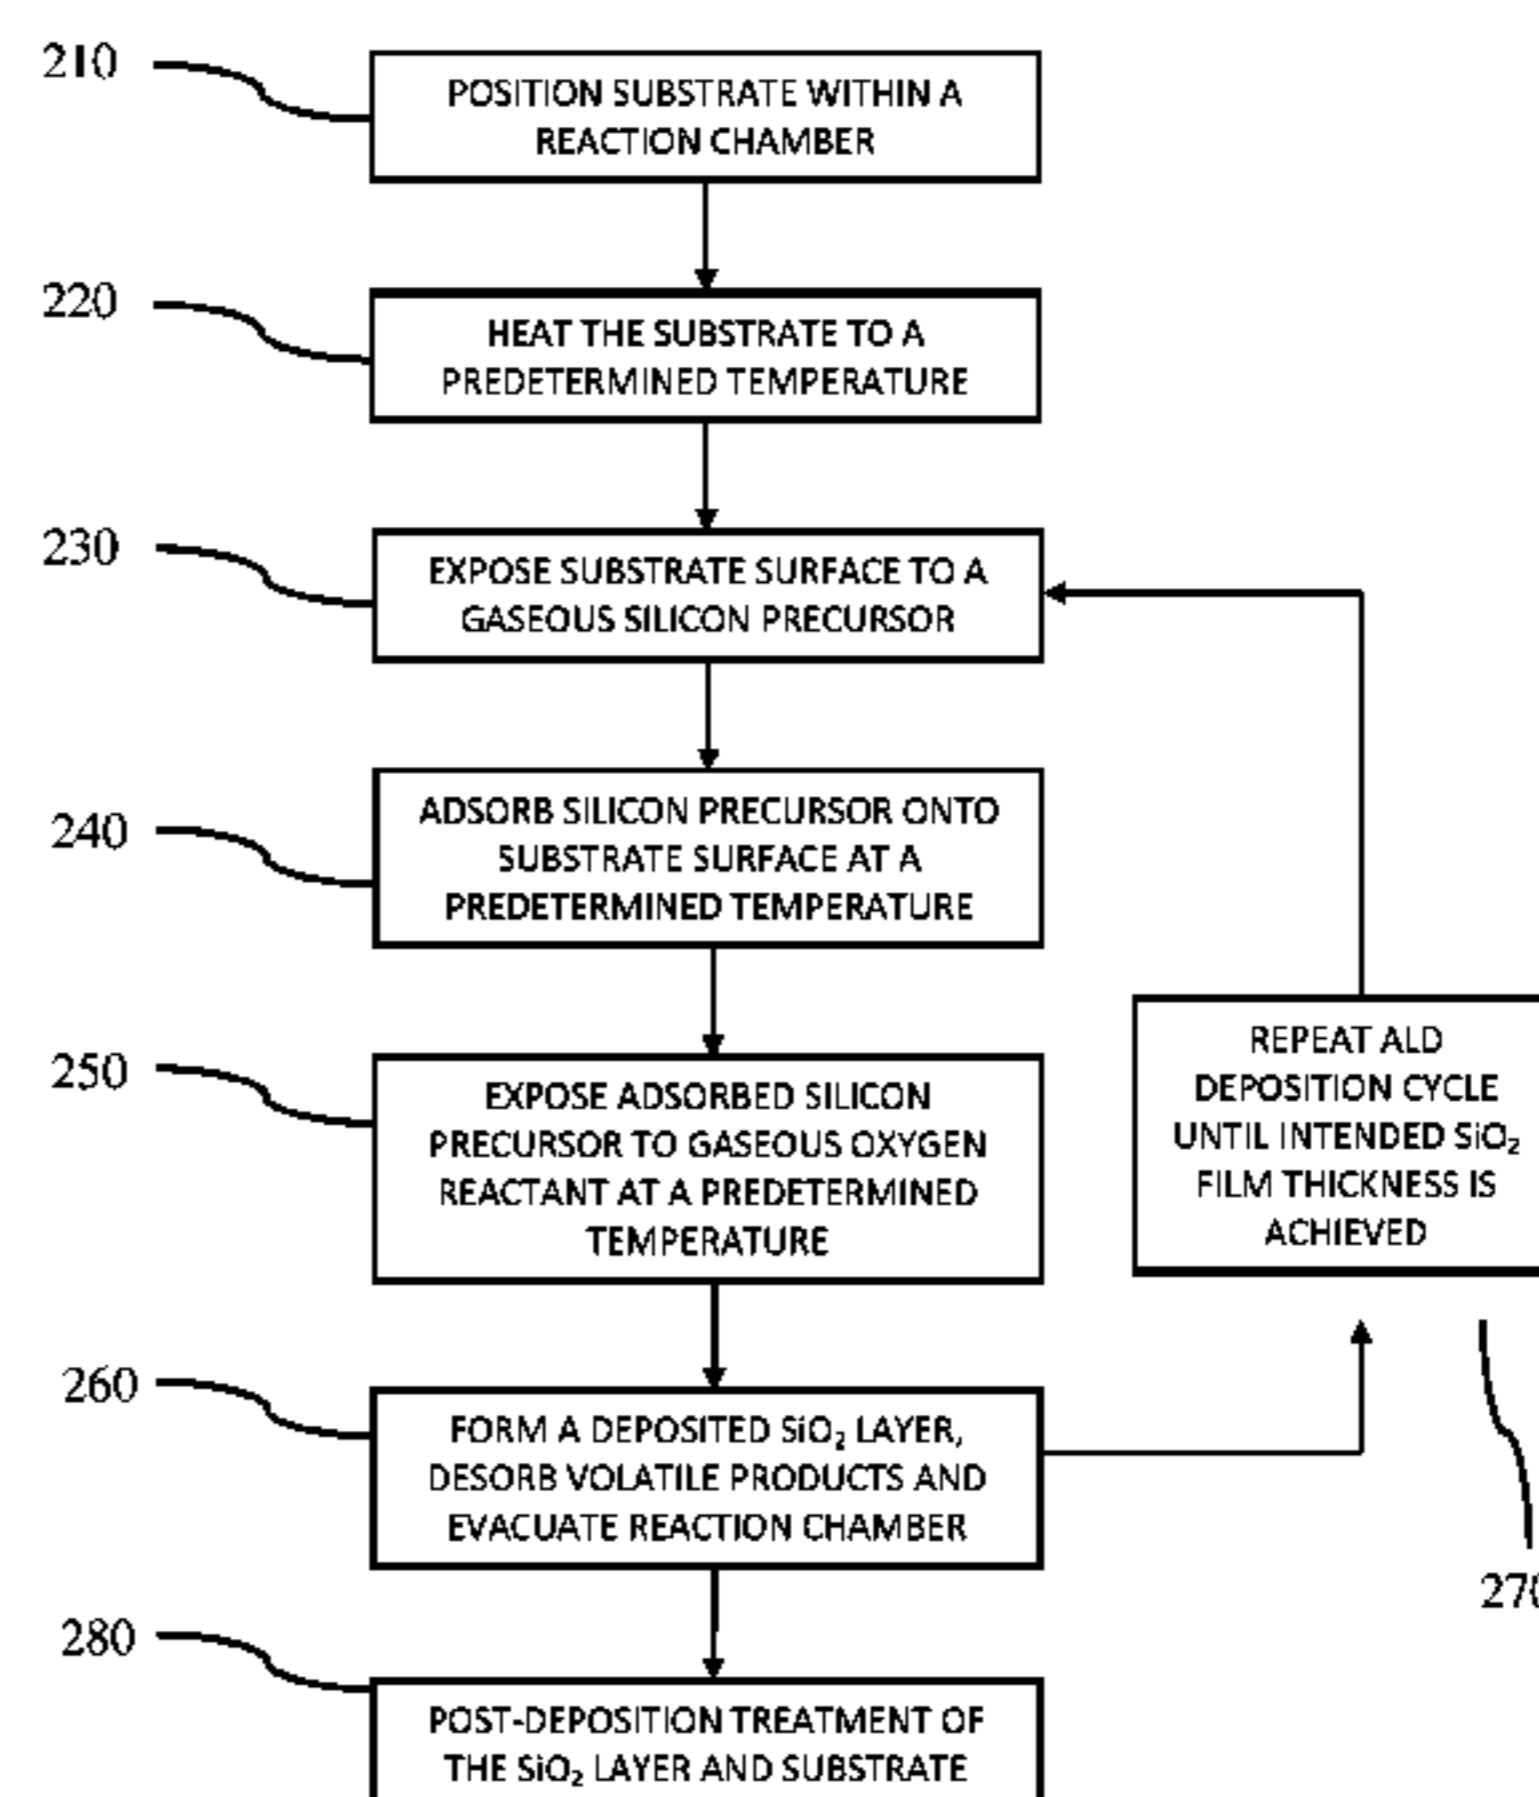 210
POSITION SUBSTRATE WITHIN A
REACTION CHAMBER
220
HEAT THE SUBSTRATE TO A
PREDETERMINED TEMPERATURE
230
EXPOSE SUBSTRATE SURFACE TO A
GASEOUS SILICON PRECURSOR
240
ADSORB SILICON PRECURSOR ONTO
SUBSTRATE SURFACE AT A
PREDETERMINED TEMPERATURE
250
EXPOSE ADSORBED SILICON
PRECURSOR TO GASEOUS OXYGEN
REACTANT AT A PREDETERMINED
TEMPERATURE
REPEAT ALD
DEPOSITION CYCLE
UNTIL INTENDED SiO₂
FILM THICKNESS IS
ACHIEVED
260
FORM A DEPOSITED SiO₂ LAYER,
DESORB VOLATILE PRODUCTS AND
EVACUATE REACTION CHAMBER
270
280
POST-DEPOSITION TREATMENT OF
THE SiO₂ LAYER AND SUBSTRATE